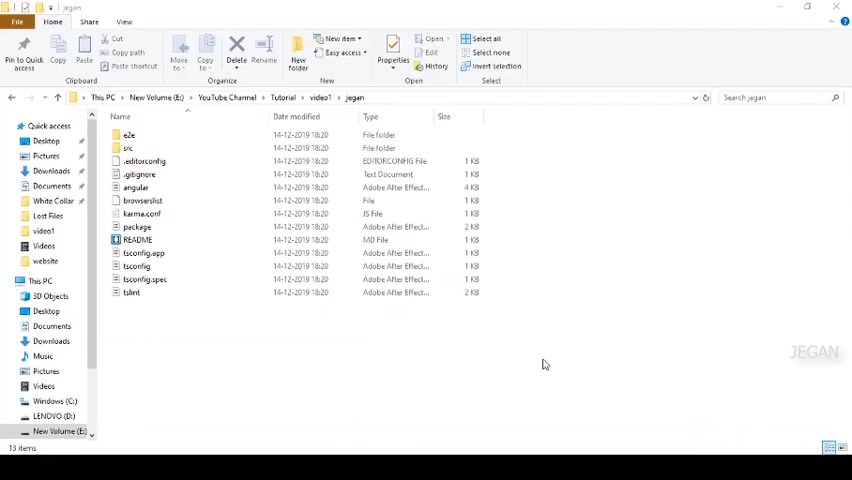 jegan
File Home Share View
Pin to Quick access
Copy
Paste
Cut
Copy path
Paste shortcut
Clipboard
Move to
Copy to
Delete
Rename
Organize
New folder
New item
Easy access
New
Properties
Open
Edit
History
Open
Select all
Select none
Invert selection
Select
This PC New Volume (E:) YouTube Channel Tutorial video1 jegan
Search jegan
Quick access
Desktop
Pictures
Downloads
Documents
White Collar
Lost Files
video1
Videos
website
This PC
3D Objects
Desktop
Documents
Downloads
Music
Pictures
Videos
Windows (C:)
LENOVO (D:)
New Volume (E:)
Name Date modified Type Size
e2e 14-12-2019 18:20 File folder
src 14-12-2019 18:20 File folder
.editorconfig 14-12-2019 18:20 EDITORCONFIG File 1 KB
.gitignore 14-12-2019 18:20 Text Document 1 KB
angular 14-12-2019 18:20 Adobe After Effect... 4 KB
browserslist 14-12-2019 18:20 File 1 KB
karma.conf 14-12-2019 18:20 JS File 1 KB
package 14-12-2019 18:20 Adobe After Effect... 2 KB
README 14-12-2019 18:20 MD File 1 KB
tsconfig.app 14-12-2019 18:20 Adobe After Effect... 1 KB
tsconfig 14-12-2019 18:20 Adobe After Effect... 1 KB
tsconfig.spec 14-12-2019 18:20 Adobe After Effect... 1 KB
tslint 14-12-2019 18:20 Adobe After Effect... 2 KB
JEGAN
13 items